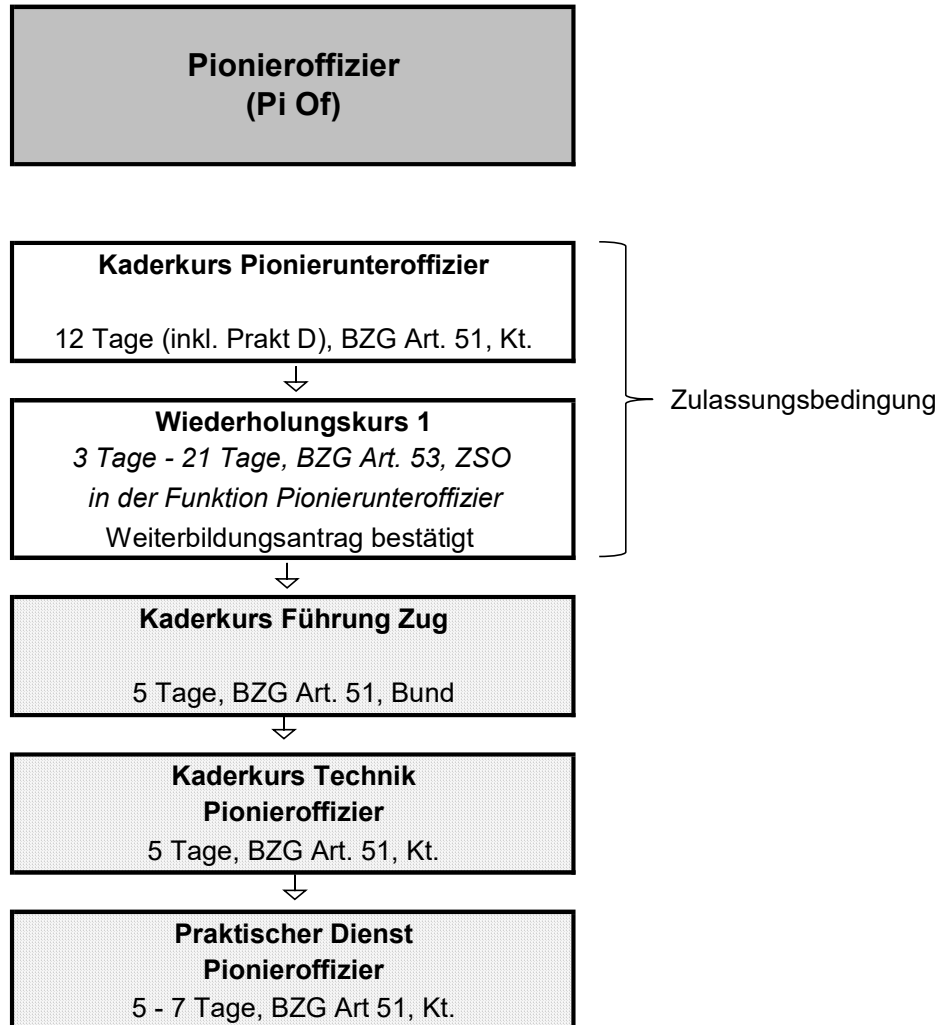 Pionieroffizier
(Pi Of)
Kaderkurs Pionierunteroffizier
12 Tage (inkl. Prakt D), BZG Art. 51, Kt.
Wiederholungskurs 1
3 Tage - 21 Tage, BZG Art. 53, ZSO
in der Funktion Pionierunteroffizier
Weiterbildungsantrag bestätigt
Zulassungsbedingung
Kaderkurs Führung Zug
5 Tage, BZG Art. 51, Bund
Kaderkurs Technik
Pionieroffizier
5 Tage, BZG Art. 51, Kt.
Praktischer Dienst
Pionieroffizier
5 - 7 Tage, BZG Art 51, Kt.